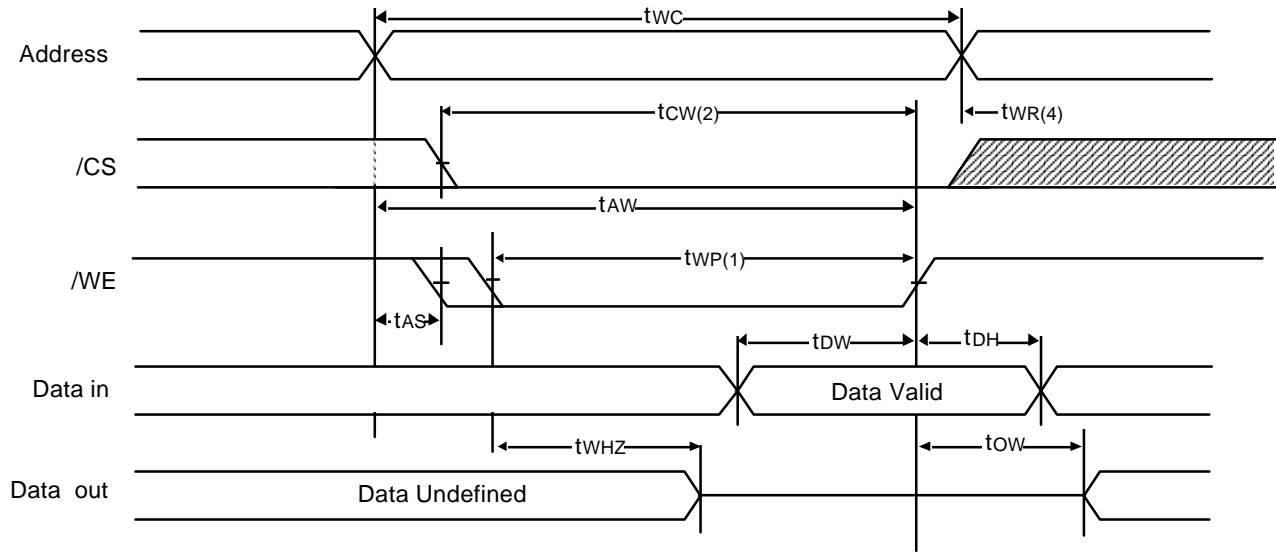 tWC
Address
tCW(2)
tWR(4)
/CS
tAW
/WE
tWP(1)
tAS
tDW
tDH
Data in
Data Valid
tWHZ
tOW
Data out
Data Undefined